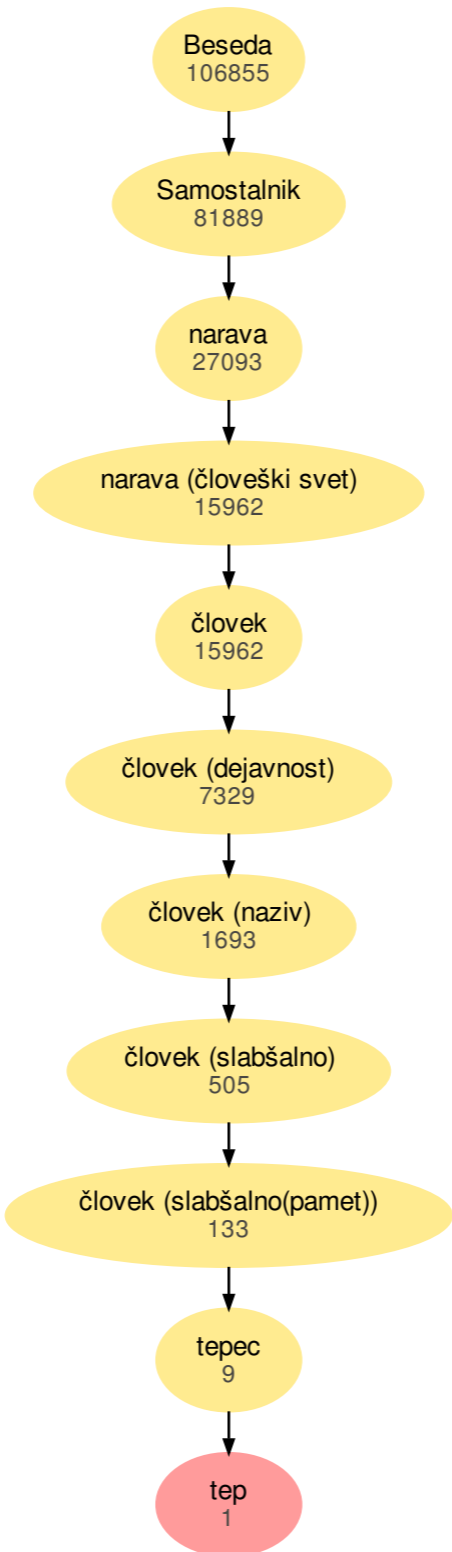 Beseda
106855
Samostalnik
81889
narava
27093
narava (človeški svet)
15962
človek
15962
človek (dejavnost)
7329
človek (naziv)
1693
človek (slabšalno)
505
človek (slabšalno(pamet))
133
tepec
9
tep
1